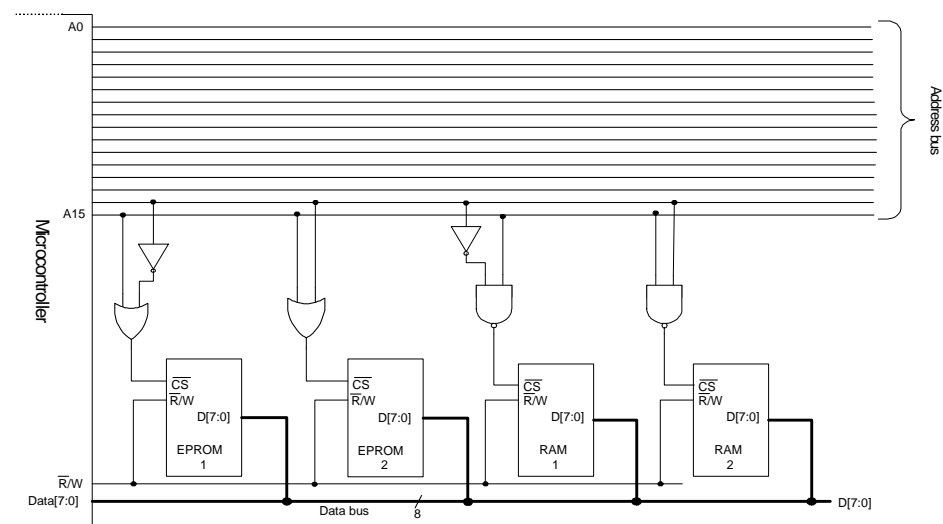 A0
Address bus
A15
Microcontroller
CS
R/W
D[7:0]
EPROM
1
CS
R/W
D[7:0]
EPROM
2
CS
R/W
D[7:0]
RAM
1
CS
R/W
D[7:0]
RAM
2
R/W
Data[7:0]
Data bus
8
D[7:0]